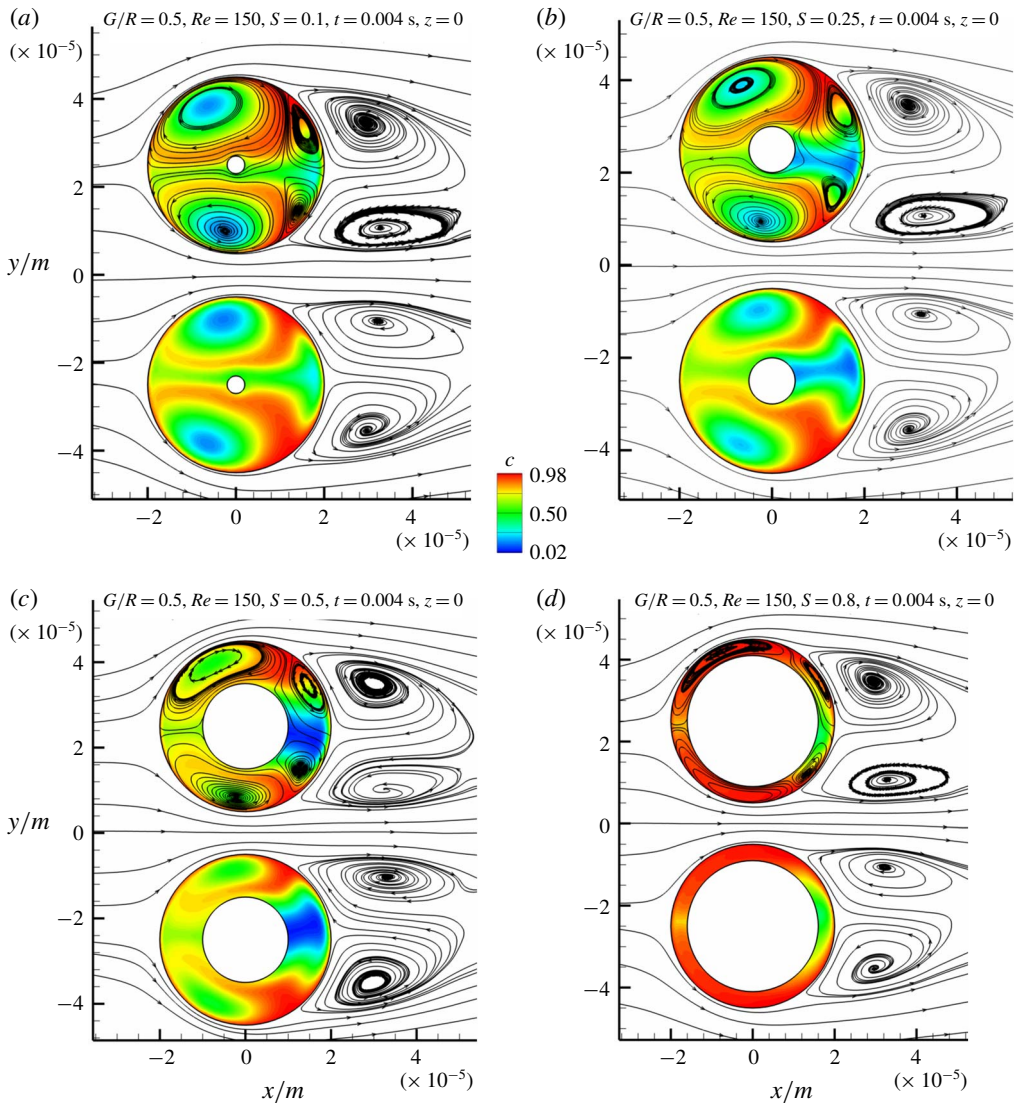 (a)
G/R = 0.5, Re = 150, S = 0.1, t = 0.004 s, z = 0
(× 10⁻⁵)
4
2
y/m
0
−2
−4
−2 0 2 4
(× 10⁻⁵)
(b)
G/R = 0.5, Re = 150, S = 0.25, t = 0.004 s, z = 0
(× 10⁻⁵)
4
2
0
−2
−4
−2 0 2 4
(× 10⁻⁵)
c
0.98
0.50
0.02
(c)
G/R = 0.5, Re = 150, S = 0.5, t = 0.004 s, z = 0
(× 10⁻⁵)
4
2
y/m
0
−2
−4
−2 0 2 4
x/m
(× 10⁻⁵)
(d)
G/R = 0.5, Re = 150, S = 0.8, t = 0.004 s, z = 0
(× 10⁻⁵)
4
2
0
−2
−4
−2 0 2 4
x/m
(× 10⁻⁵)